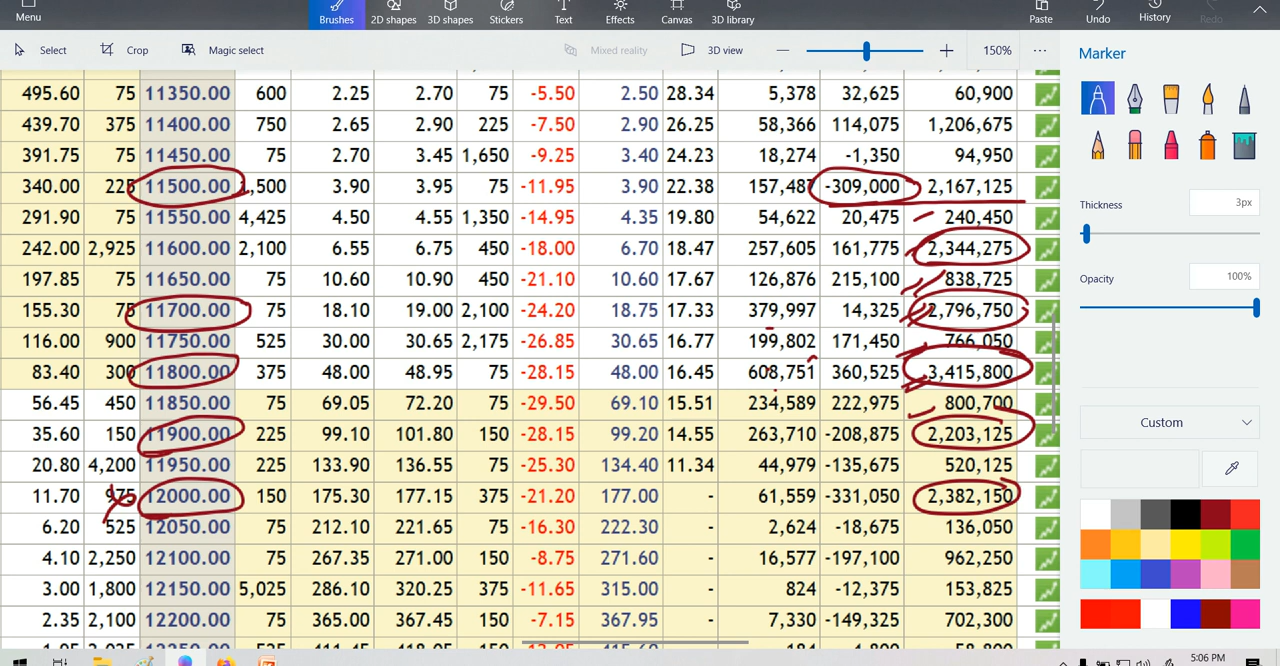 Menu Brushes 2D shapes 3D shapes Stickers Text Effects Canvas 3D library Paste Undo History Redo
Select Crop Magic select Mixed reality 3D view 150%
Marker
Thickness 3px
Opacity 100%
Custom
495.60 75 11350.00 600 2.25 2.70 75 -5.50 2.50 28.34 5,378 32,625 60,900
439.70 375 11400.00 750 2.65 2.90 225 -7.50 2.90 26.25 58,366 114,075 1,206,675
391.75 75 11450.00 75 2.70 3.45 1,650 -9.25 3.40 24.23 18,274 -1,350 94,950
340.00 225 11500.00 1,500 3.90 3.95 75 -11.95 3.90 22.38 157,487 -309,000 2,167,125
291.90 75 11550.00 4,425 4.50 4.55 1,350 -14.95 4.35 19.80 54,622 20,475 240,450
242.00 2,925 11600.00 2,100 6.55 6.75 450 -18.00 6.70 18.47 257,605 161,775 2,344,275
197.85 75 11650.00 75 10.60 10.90 450 -21.10 10.60 17.67 126,876 215,100 838,725
155.30 75 11700.00 75 18.10 19.00 2,100 -24.20 18.75 17.33 379,997 14,325 2,796,750
116.00 900 11750.00 525 30.00 30.65 2,175 -26.85 30.65 16.77 199,802 171,450 766,050
83.40 300 11800.00 375 48.00 48.95 75 -28.15 48.00 16.45 608,751 360,525 3,415,800
56.45 450 11850.00 75 69.05 72.20 75 -29.50 69.10 15.51 234,589 222,975 800,700
35.60 150 11900.00 225 99.10 101.80 150 -28.15 99.20 14.55 263,710 -208,875 2,203,125
20.80 4,200 11950.00 225 133.90 136.55 75 -25.30 134.40 11.34 44,979 -135,675 520,125
11.70 975 12000.00 150 175.30 177.15 375 -21.20 177.00 - 61,559 -331,050 2,382,150
6.20 525 12050.00 75 212.10 221.65 75 -16.30 222.30 - 2,624 -18,675 136,050
4.10 2,250 12100.00 75 267.35 271.00 150 -8.75 271.60 - 16,577 -197,100 962,250
3.00 1,800 12150.00 5,025 286.10 320.25 375 -11.65 315.00 - 824 -12,375 153,825
2.35 2,100 12200.00 75 365.00 367.45 150 -7.15 367.95 - 7,330 -149,325 702,300
5:06 PM